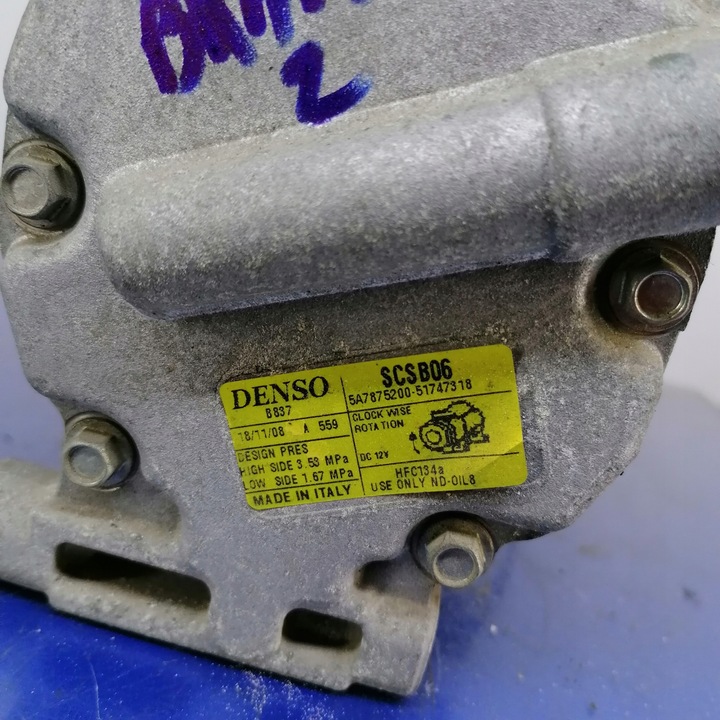 2
DENSO
B837
18/11/08 A 559
DESIGN PRES
HIGH SIDE 3.53 MPa
LOW SIDE 1.67 MPa
MADE IN ITALY
SCSB06
5A7875200-51747318
CLOCK WISE
ROTATION
DC 12V
HFC134a
USE ONLY ND-OIL8